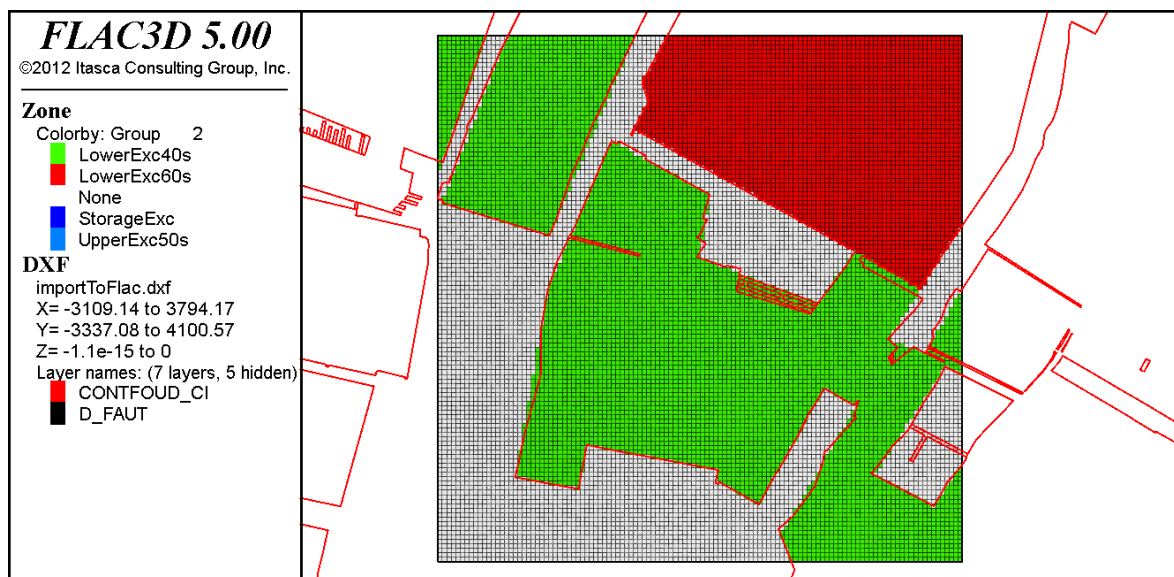 FLAC3D 5.00
©2012 Itasca Consulting Group, Inc.
Zone
Colorby: Group 2
LowerExc40s
LowerExc60s
None
StorageExc
UpperExc50s
DXF
importToFlac.dxf
X= -3109.14 to 3794.17
Y= -3337.08 to 4100.57
Z= -1.1e-15 to 0
Layer names: (7 layers, 5 hidden)
CONTFOUD_CI
D_FAUT